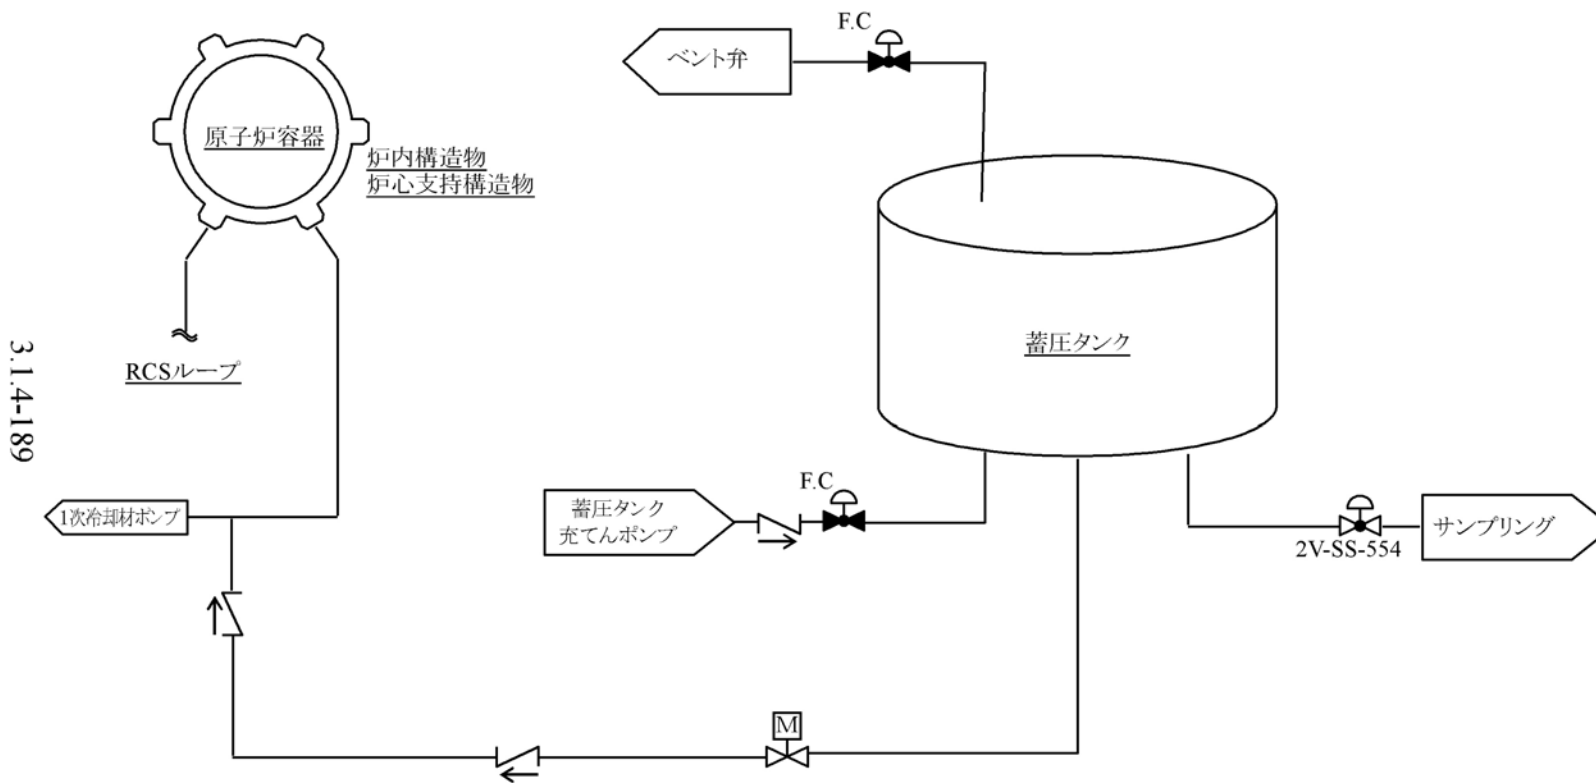 F.C
ベント弁
原子炉容器
炉内構造物
炉心支持構造物
蓄圧タンク
RCSループ
3.1.4-189
F.C
蓄圧タンク
充てんポンプ
1次冷却材ポンプ
サンプリング
2V-SS-554
M